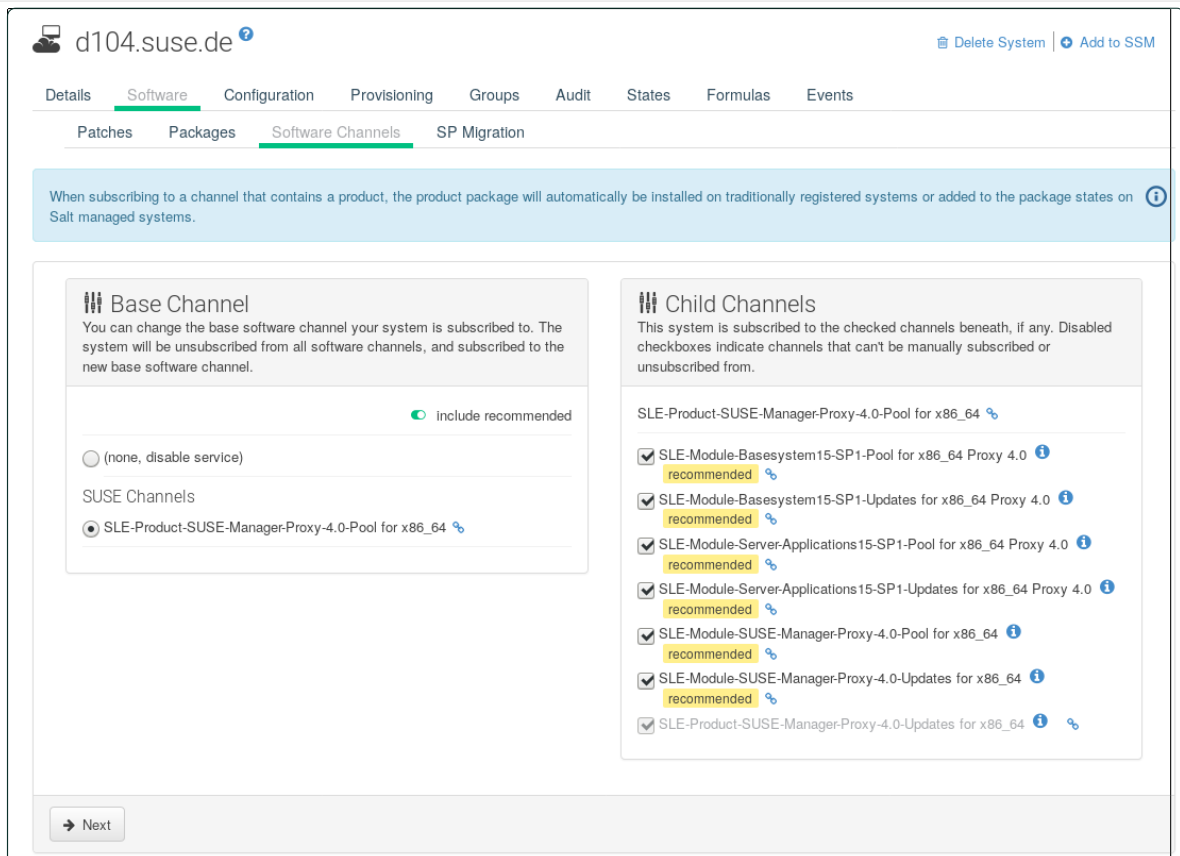 d104.suse.de
Delete System | Add to SSM
Details Software Configuration Provisioning Groups Audit States Formulas Events
Patches Packages Software Channels SP Migration
When subscribing to a channel that contains a product, the product package will automatically be installed on traditionally registered systems or added to the package states on
Salt managed systems.
Base Channel
You can change the base software channel your system is subscribed to. The
system will be unsubscribed from all software channels, and subscribed to the
new base software channel.
include recommended
(none, disable service)
SUSE Channels
SLE-Product-SUSE-Manager-Proxy-4.0-Pool for x86_64
Child Channels
This system is subscribed to the checked channels beneath, if any. Disabled
checkboxes indicate channels that can't be manually subscribed or
unsubscribed from.
SLE-Product-SUSE-Manager-Proxy-4.0-Pool for x86_64
SLE-Module-Basesystem15-SP1-Pool for x86_64 Proxy 4.0
recommended
SLE-Module-Basesystem15-SP1-Updates for x86_64 Proxy 4.0
recommended
SLE-Module-Server-Applications15-SP1-Pool for x86_64 Proxy 4.0
recommended
SLE-Module-Server-Applications15-SP1-Updates for x86_64 Proxy 4.0
recommended
SLE-Module-SUSE-Manager-Proxy-4.0-Pool for x86_64
recommended
SLE-Module-SUSE-Manager-Proxy-4.0-Updates for x86_64
recommended
SLE-Product-SUSE-Manager-Proxy-4.0-Updates for x86_64
Next